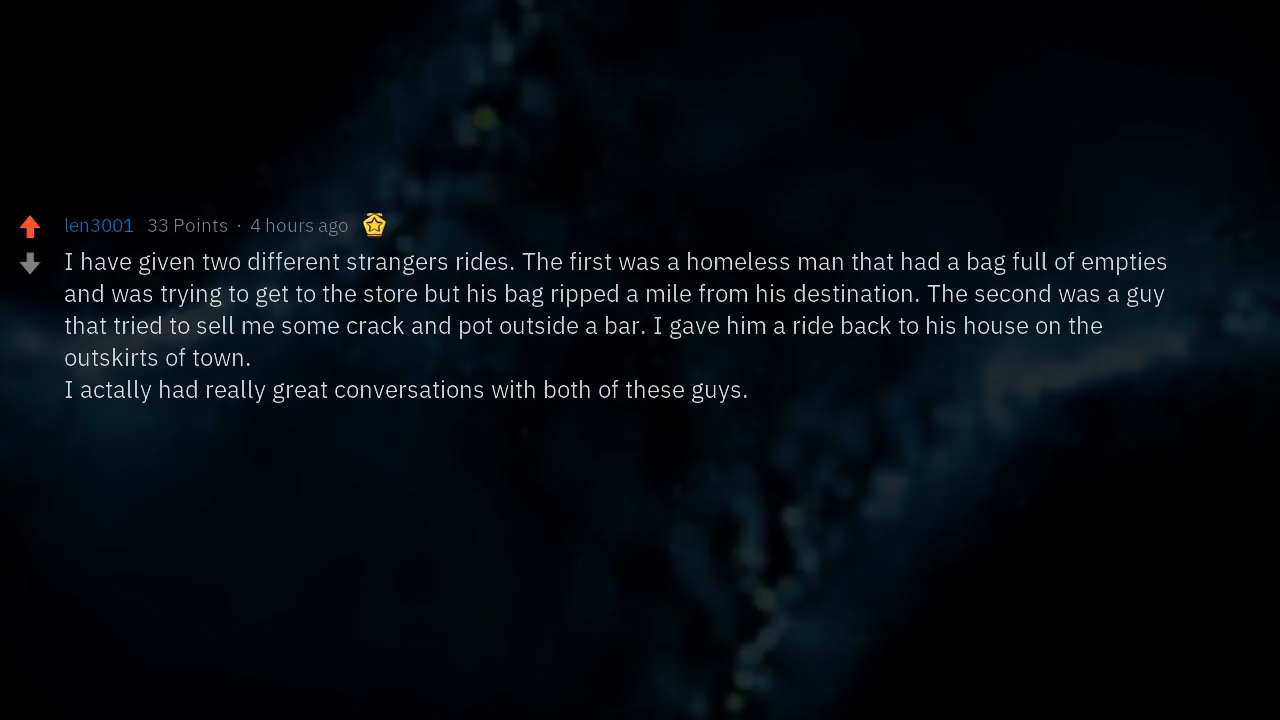 len3001 33 Points · 4 hours ago
I have given two different strangers rides. The first was a homeless man that had a bag full of empties
and was trying to get to the store but his bag ripped a mile from his destination. The second was a guy
that tried to sell me some crack and pot outside a bar. I gave him a ride back to his house on the
outskirts of town.
I actally had really great conversations with both of these guys.